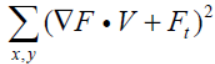 ∑_{x,y} (∇F • V + F_t)^2